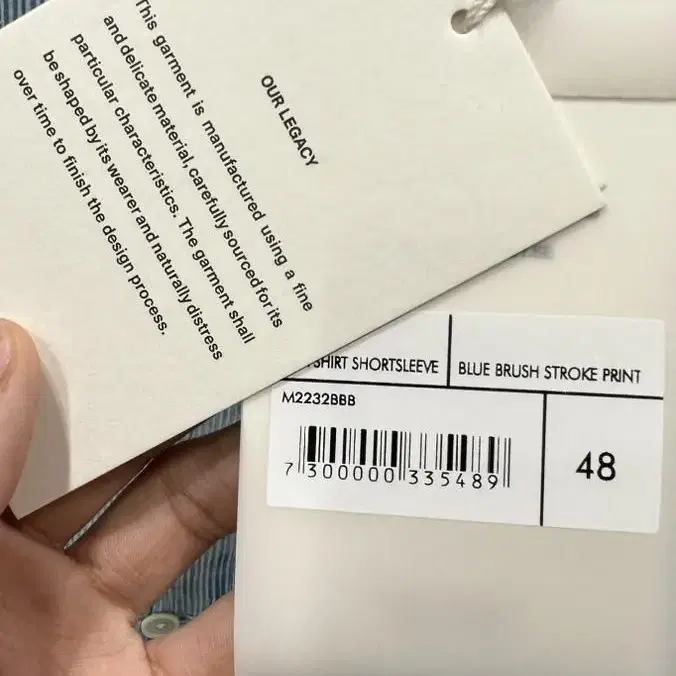 OUR LEGACY
This garment is manufactured using a fine
and delicate material, carefully sourced for its
particular characteristics. The garment shall
be shaped by its wearer and naturally distress
over time to finish the design process.
SHIRT SHORTSLEEVE
BLUE BRUSH STROKE PRINT
M2232BBB
48
7 300000 335489